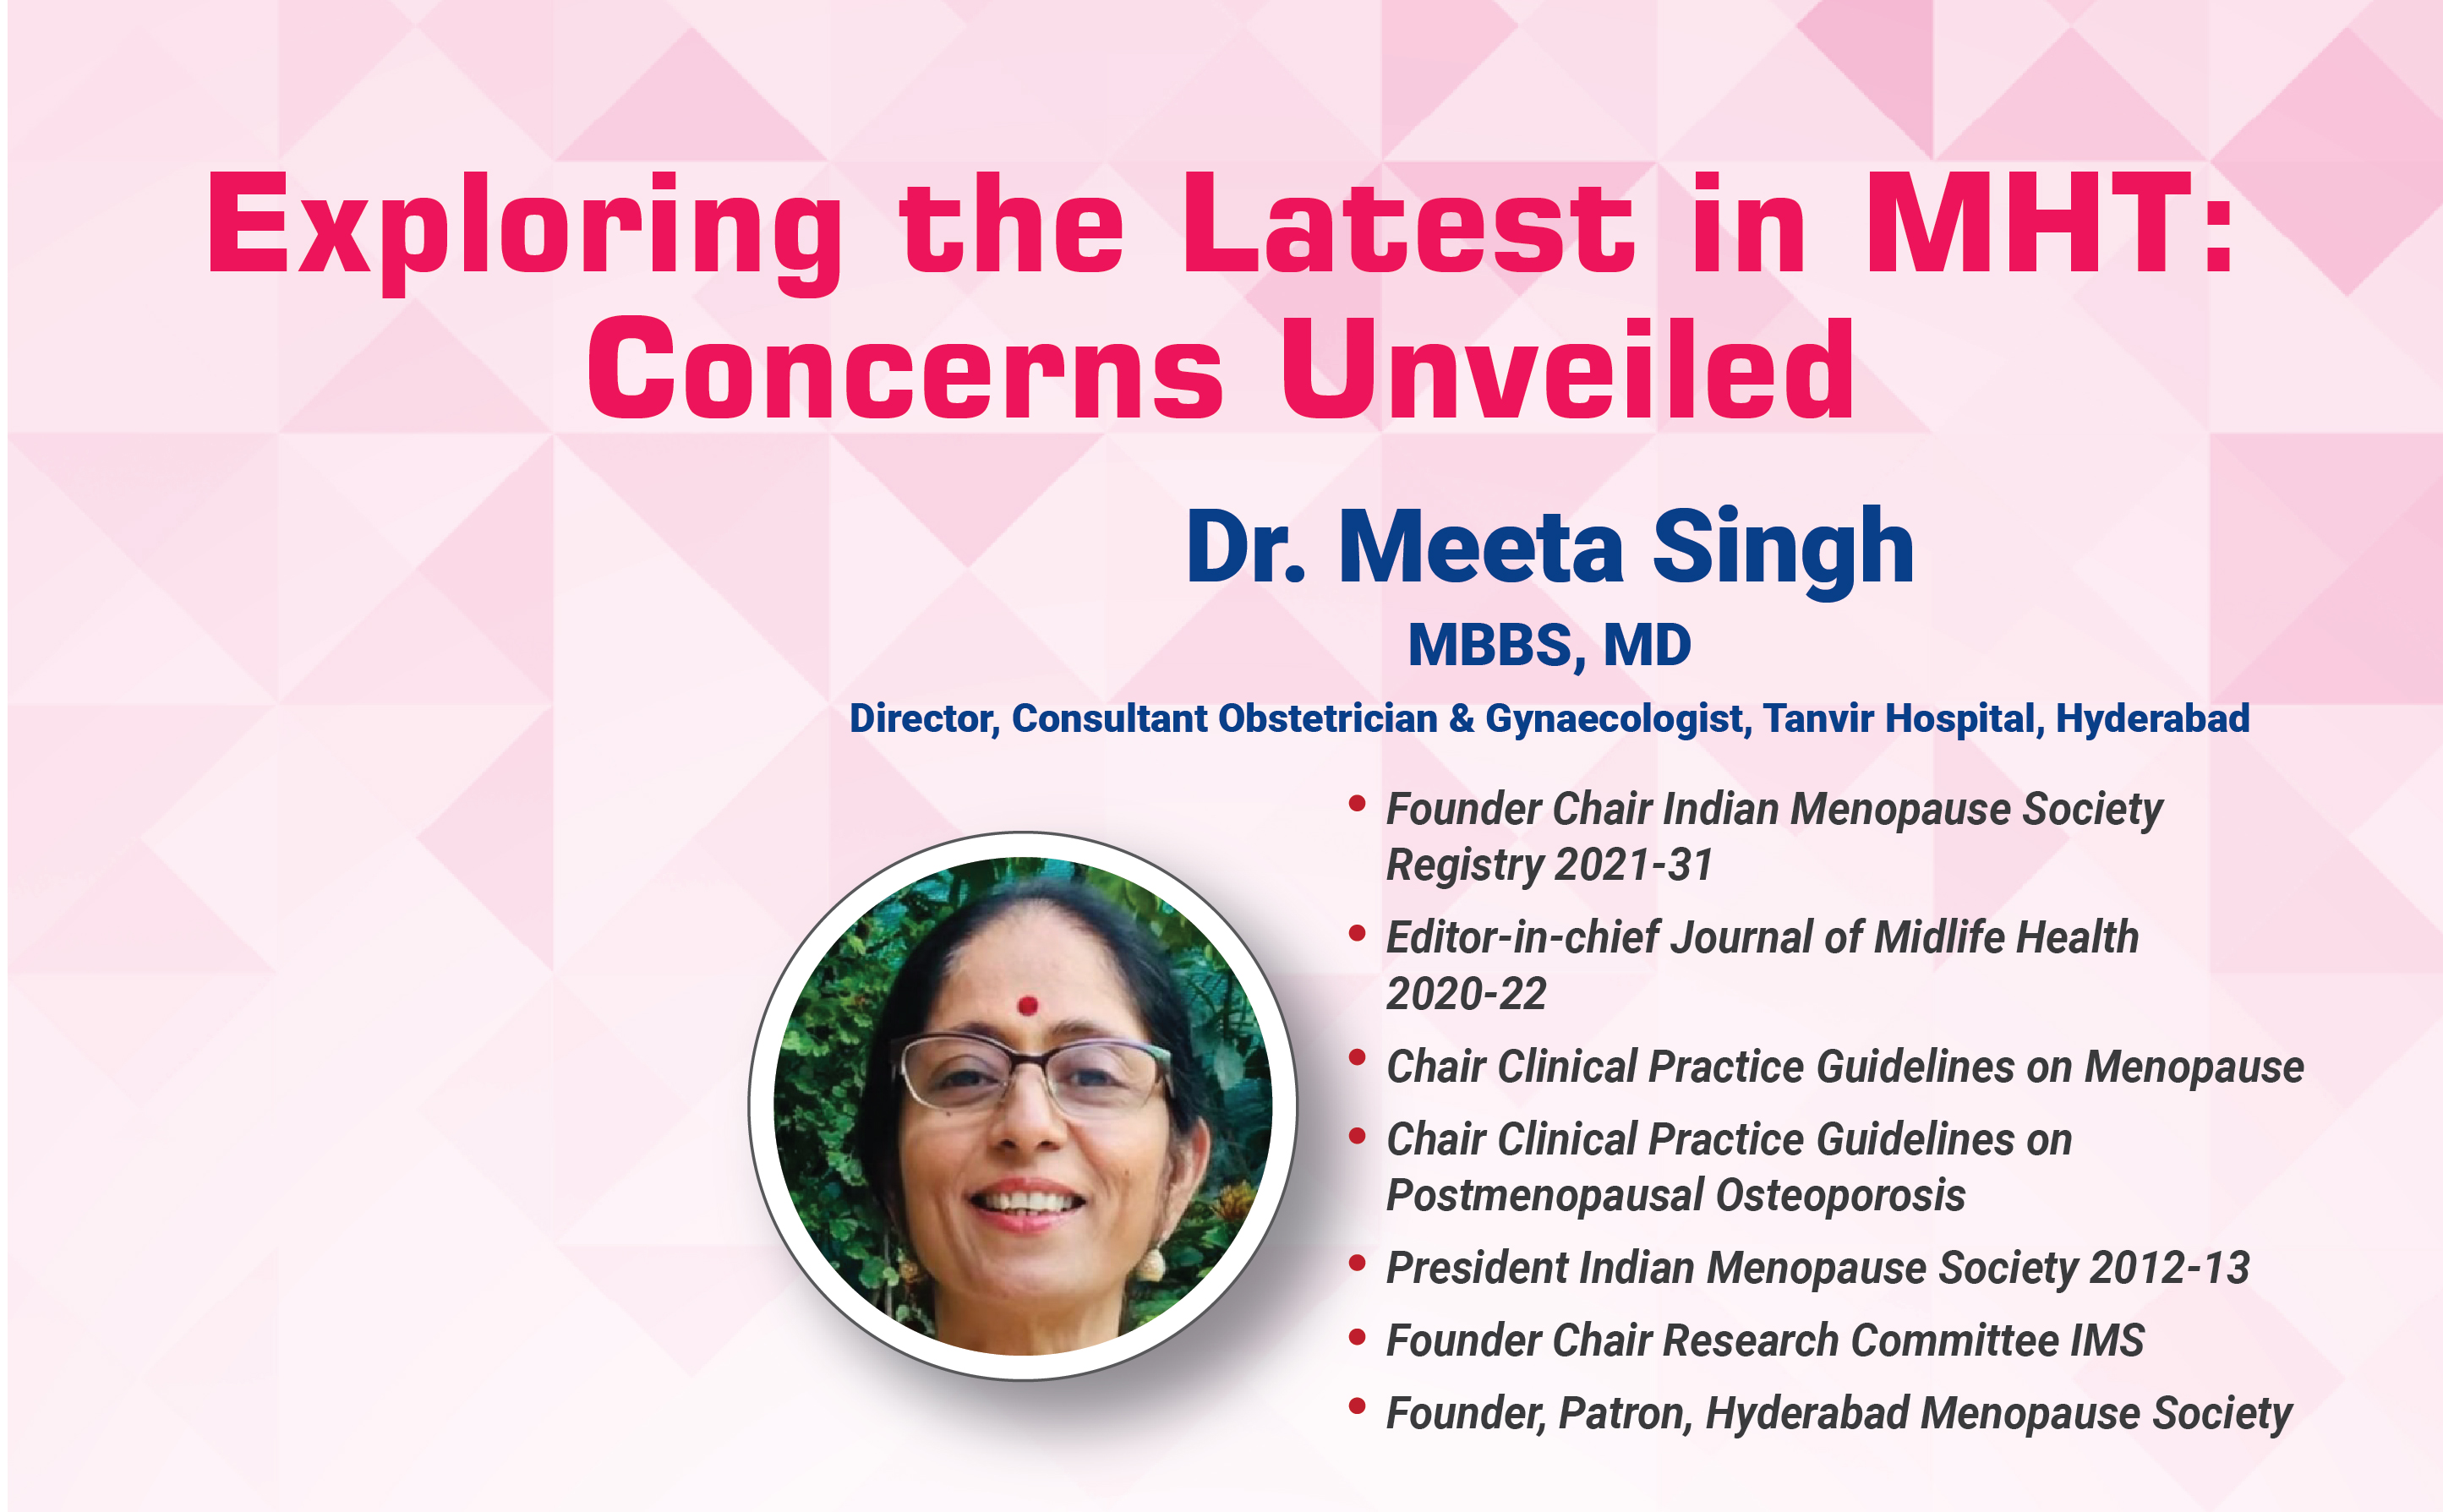 Exploring the Latest in MHT:
Concerns Unveiled
Dr. Meeta Singh
MBBS, MD
Director, Consultant Obstetrician & Gynaecologist, Tanvir Hospital, Hyderabad
• Founder Chair Indian Menopause Society
Registry 2021-31
• Editor-in-chief Journal of Midlife Health
2020-22
• Chair Clinical Practice Guidelines on Menopause
• Chair Clinical Practice Guidelines on
Postmenopausal Osteoporosis
• President Indian Menopause Society 2012-13
• Founder Chair Research Committee IMS
• Founder, Patron, Hyderabad Menopause Society